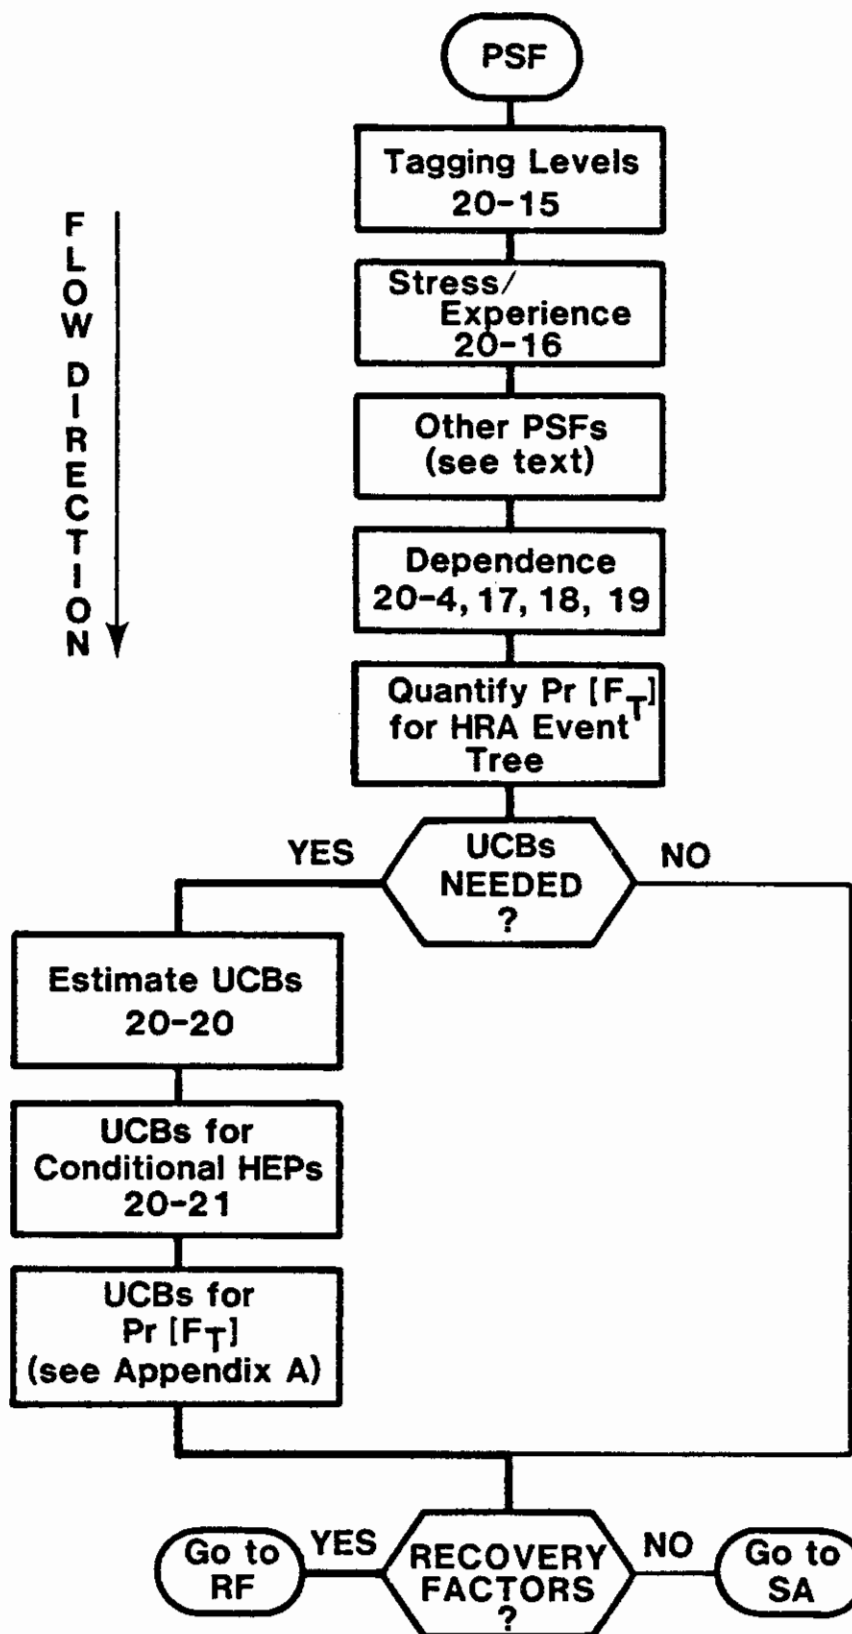 PSF
Tagging Levels
20-15
FLOW DIRECTION
Stress/
Experience
20-16
Other PSFs
(see text)
Dependence
20-4, 17, 18, 19
Quantify Pr [F_T]
for HRA Event
Tree
YES
UCBs
NEEDED
?
NO
Estimate UCBs
20-20
UCBs for
Conditional HEPs
20-21
UCBs for
Pr [F_T]
(see Appendix A)
Go to
RF
YES
RECOVERY
FACTORS
?
NO
Go to
SA